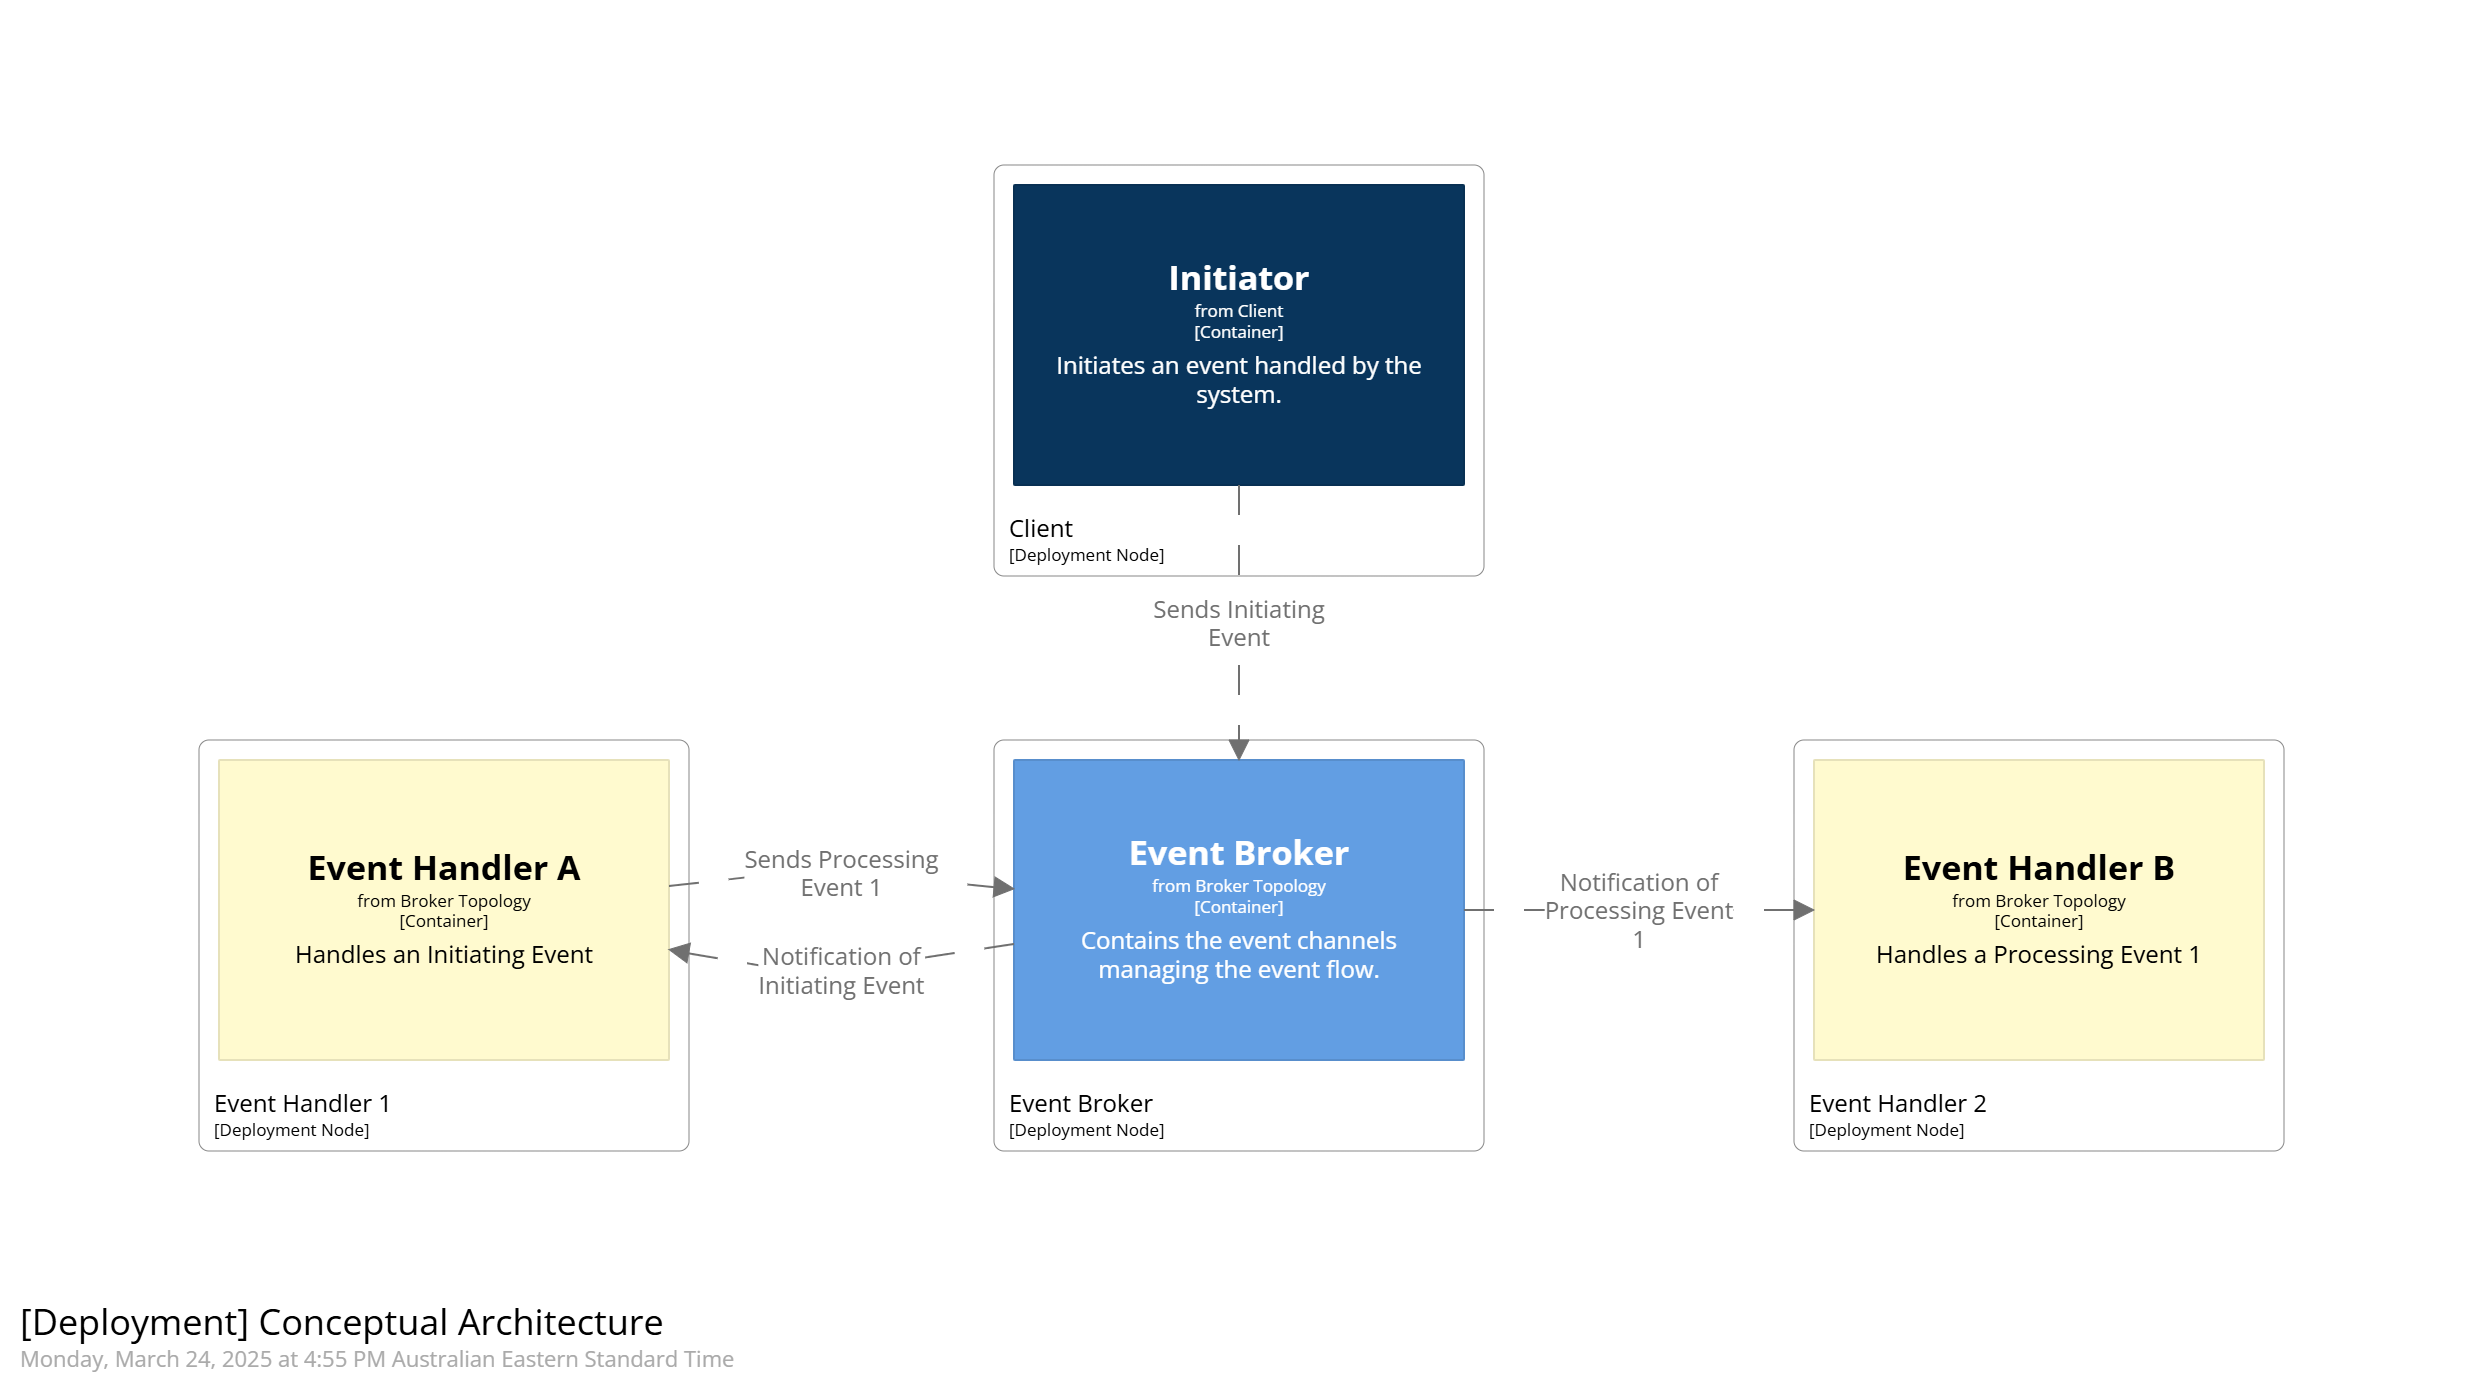 Initiator
from Client
[Container]
Initiates an event handled by the
system.
Client
[Deployment Node]
Sends Initiating
Event
Event Handler A
from Broker Topology
[Container]
Handles an Initiating Event
Event Handler 1
[Deployment Node]
Sends Processing
Event 1
Notification of
Initiating Event
Event Broker
from Broker Topology
[Container]
Contains the event channels
managing the event flow.
Event Broker
[Deployment Node]
Notification of
Processing Event
1
Event Handler B
from Broker Topology
[Container]
Handles a Processing Event 1
Event Handler 2
[Deployment Node]
[Deployment] Conceptual Architecture
Monday, March 24, 2025 at 4:55 PM Australian Eastern Standard Time